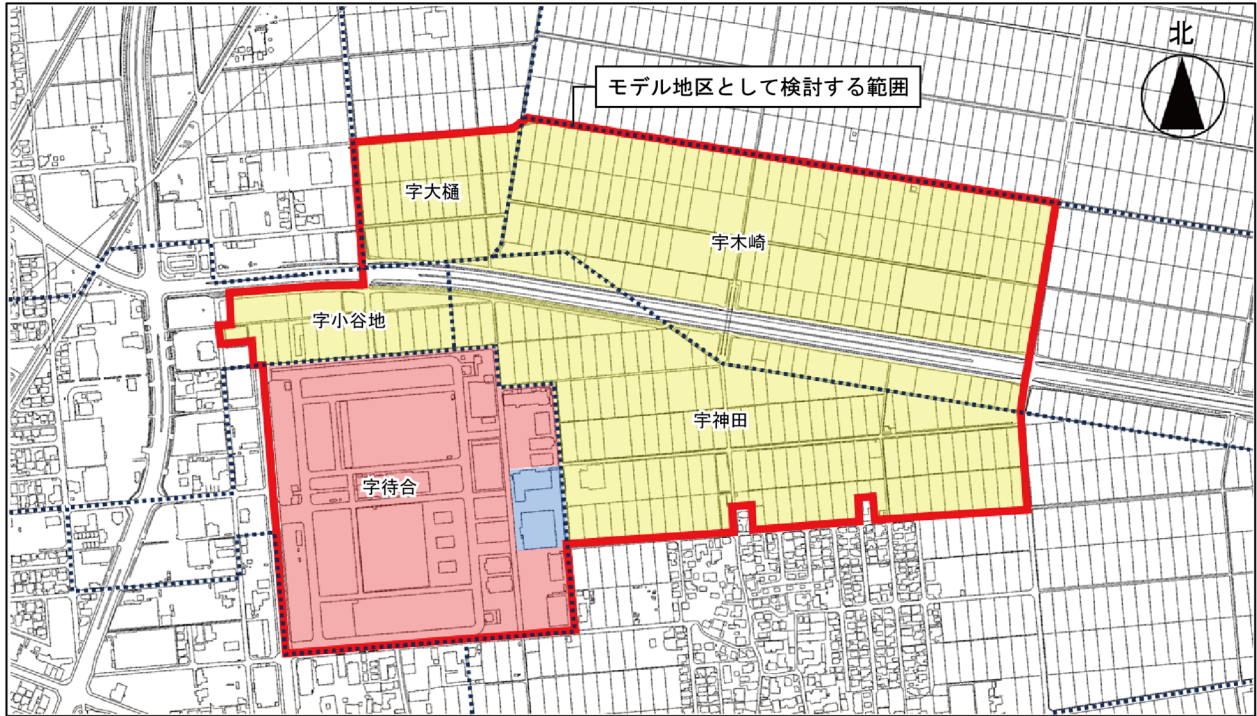 北
モデル地区として検討する範囲
字大樋
字木崎
字小谷地
字神田
字待合